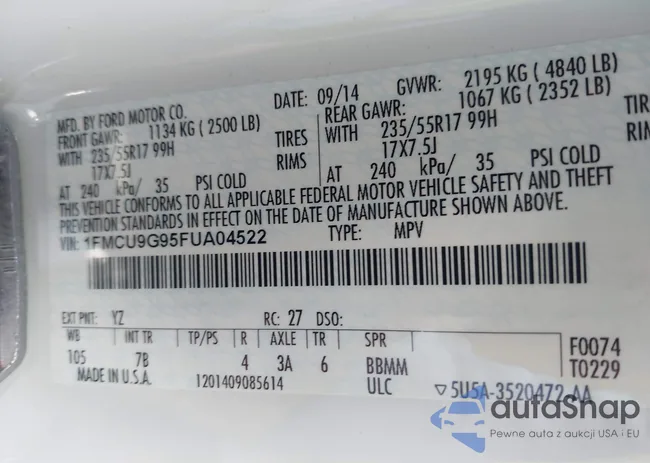 MFD. BY FORD MOTOR CO. DATE: 09/14 GVWR: 2195 KG ( 4840 LB)
FRONT GAWR: 1134 KG ( 2500 LB) REAR GAWR: 1067 KG ( 2352 LB)
WITH 235/55R17 99H TIRES WITH 235/55R17 99H TIR
17X7.5J RIMS 17X7.5J RIM
AT 240 kPa/ 35 PSI COLD AT 240 kPa/ 35 PSI COLD
THIS VEHICLE CONFORMS TO ALL APPLICABLE FEDERAL MOTOR VEHICLE SAFETY AND THEFT
PREVENTION STANDARDS IN EFFECT ON THE DATE OF MANUFACTURE SHOWN ABOVE.
VIN: 1FMCU9G95FUA04522 TYPE: MPV
EXT PNT: YZ RC: 27 DSO:
WB INT TR TP/PS R AXLE TR SPR F0074
105 7B 4 3A 6 BBMM T0229
MADE IN U.S.A. 1201409085614 ULC ▽ 5U5A-3520472-AA
autaSnap
Pewne auta z aukcji USA i EU